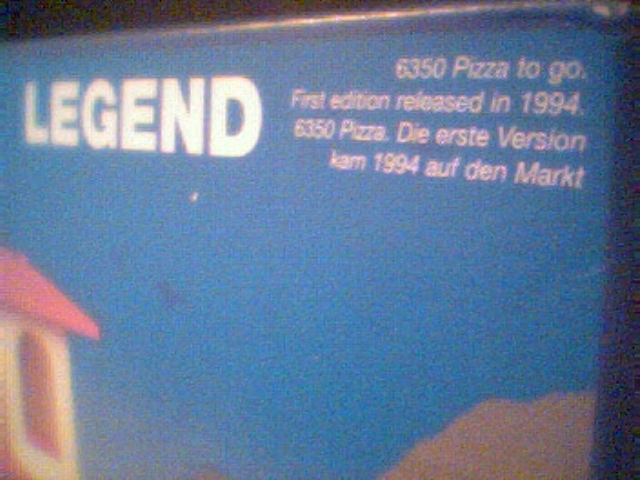 LEGEND
6350 Pizza to go.
First edition released in 1994.
6350 Pizza. Die erste Version
kam 1994 auf den Markt